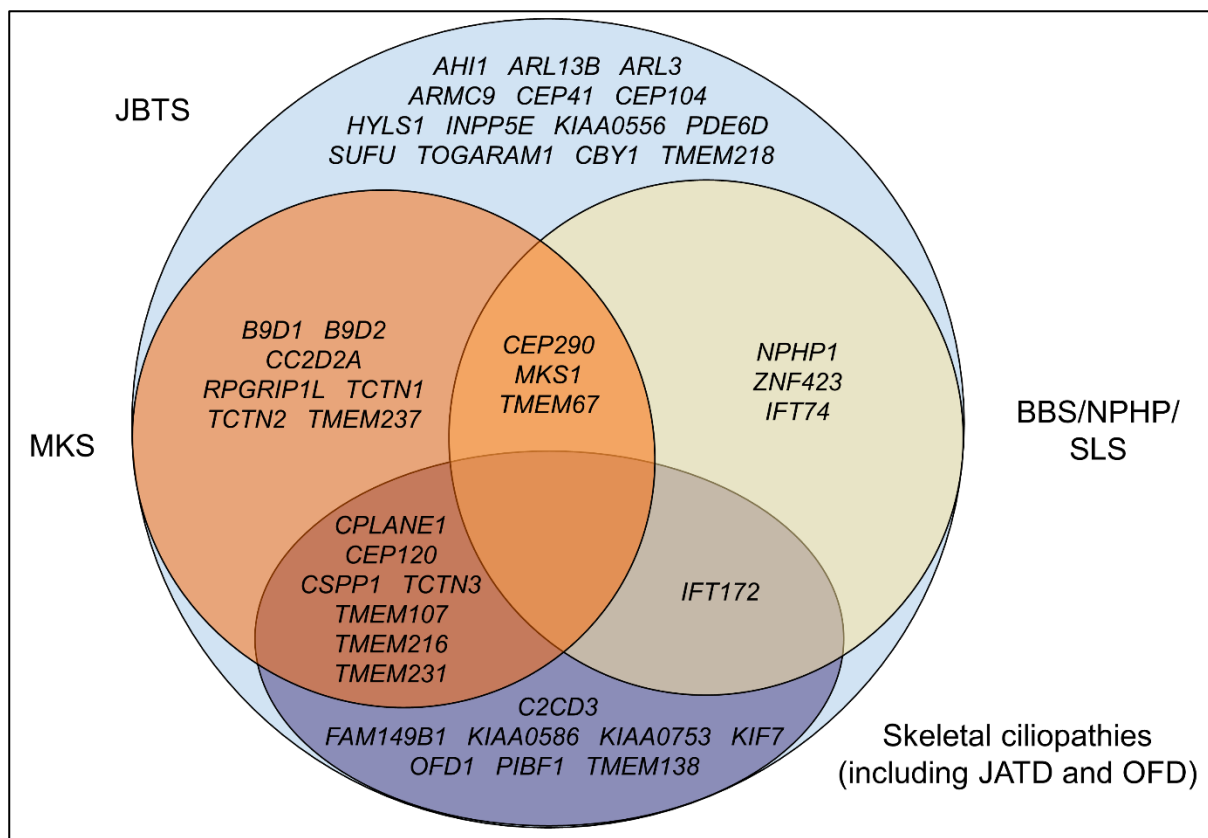 AHI1 ARL13B ARL3
ARMC9 CEP41 CEP104
HYLS1 INPP5E KIAA0556 PDE6D
SUFU TOGARAM1 CBY1 TMEM218
JBTS
B9D1 B9D2
CC2D2A
RPGRIP1L TCTN1
TCTN2 TMEM237
CEP290
MKS1
TMEM67
NPHP1
ZNF423
IFT74
MKS
BBS/NPHP/
SLS
CPLANE1
CEP120
CSPP1 TCTN3
TMEM107
TMEM216
TMEM231
IFT172
C2CD3
FAM149B1 KIAA0586 KIAA0753 KIF7
OFD1 PIBF1 TMEM138
Skeletal ciliopathies
(including JATD and OFD)